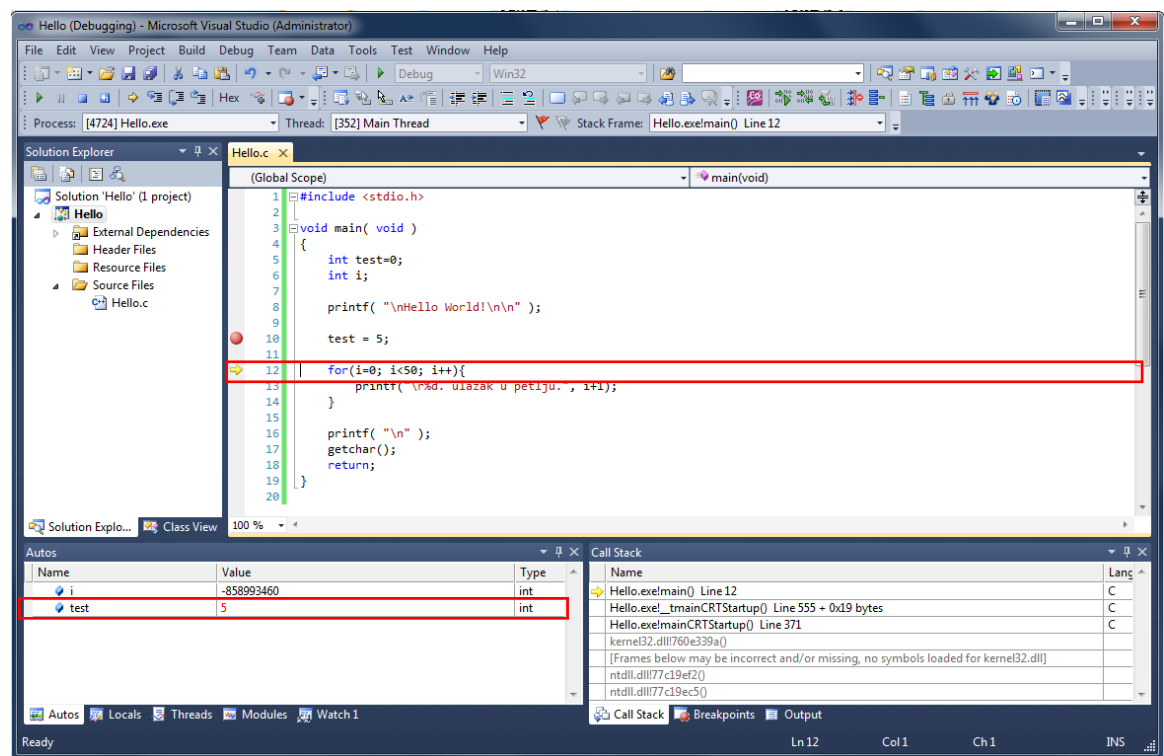 Hello (Debugging) - Microsoft Visual Studio (Administrator)
File Edit View Project Build Debug Team Data Tools Test Window Help
Debug Win32
Hex
Process: [4724] Hello.exe Thread: [352] Main Thread Stack Frame: Hello.exe!main() Line 12
Solution Explorer
Solution 'Hello' (1 project)
Hello
External Dependencies
Header Files
Resource Files
Source Files
Hello.c
Solution Explo... Class View
Hello.c
(Global Scope) main(void)
1 #include <stdio.h>
2
3 void main( void )
4 {
5 int test=0;
6 int i;
7
8 printf( "\nHello World!\n\n" );
9
10 test = 5;
11
12 for(i=0; i<50; i++){
13 printf("\r%d. ulazak u petlju.", i+1);
14 }
15
16 printf( "\n" );
17 getchar();
18 return;
19 }
20
100 %
Autos
Name Value Type
i -858993460 int
test 5 int
Autos Locals Threads Modules Watch 1
Call Stack
Name Lang
Hello.exe!main() Line 12 C
Hello.exe!__tmainCRTStartup() Line 555 + 0x19 bytes C
Hello.exe!mainCRTStartup() Line 371 C
kernel32.dll!760e339a()
[Frames below may be incorrect and/or missing, no symbols loaded for kernel32.dll]
ntdll.dll!77c19ef2()
ntdll.dll!77c19ec5()
Call Stack Breakpoints Output
Ready Ln 12 Col 1 Ch 1 INS